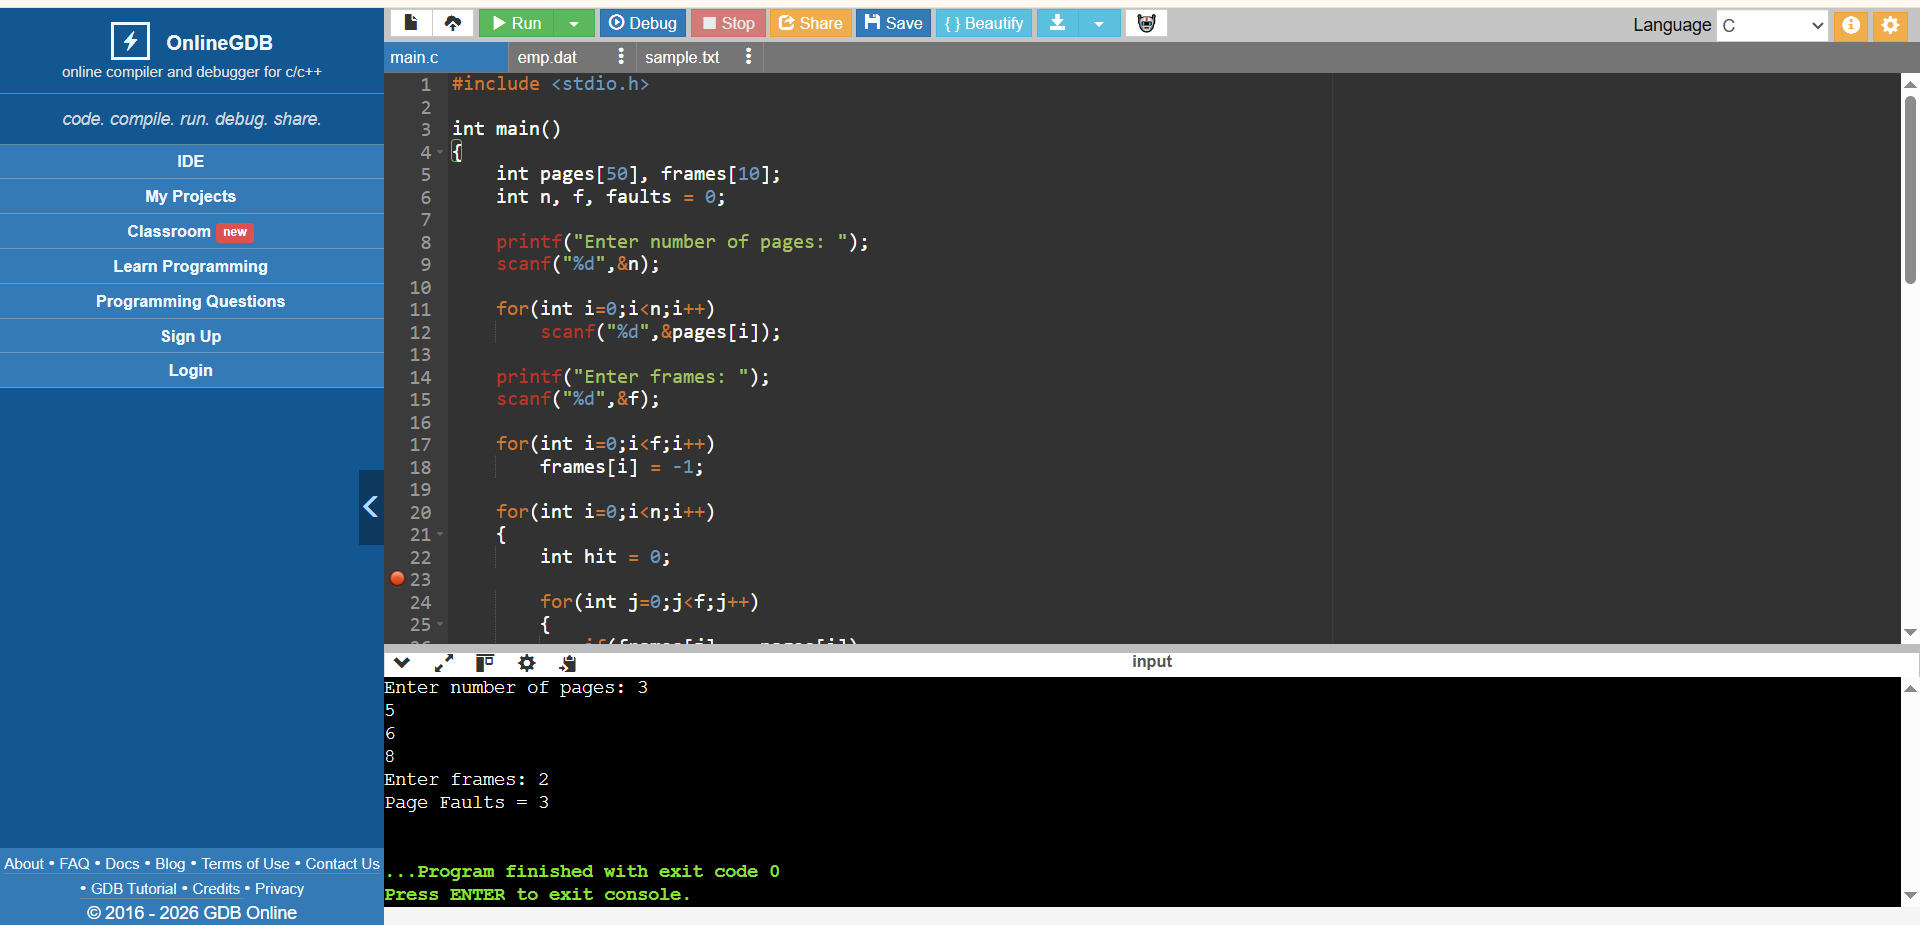 OnlineGDB
online compiler and debugger for c/c++
code. compile. run. debug. share.
IDE
My Projects
Classroom new
Learn Programming
Programming Questions
Sign Up
Login
About • FAQ • Docs • Blog • Terms of Use • Contact Us
• GDB Tutorial • Credits • Privacy
© 2016 - 2026 GDB Online
Run Debug Stop Share Save { } Beautify Language C
main.c emp.dat sample.txt
1 #include <stdio.h>
2
3 int main()
4 {
5 int pages[50], frames[10];
6 int n, f, faults = 0;
7
8 printf("Enter number of pages: ");
9 scanf("%d",&n);
10
11 for(int i=0;i<n;i++)
12 scanf("%d",&pages[i]);
13
14 printf("Enter frames: ");
15 scanf("%d",&f);
16
17 for(int i=0;i<f;i++)
18 frames[i] = -1;
19
20 for(int i=0;i<n;i++)
21 {
22 int hit = 0;
23
24 for(int j=0;j<f;j++)
25 {
input
Enter number of pages: 3
5
6
8
Enter frames: 2
Page Faults = 3
...Program finished with exit code 0
Press ENTER to exit console.